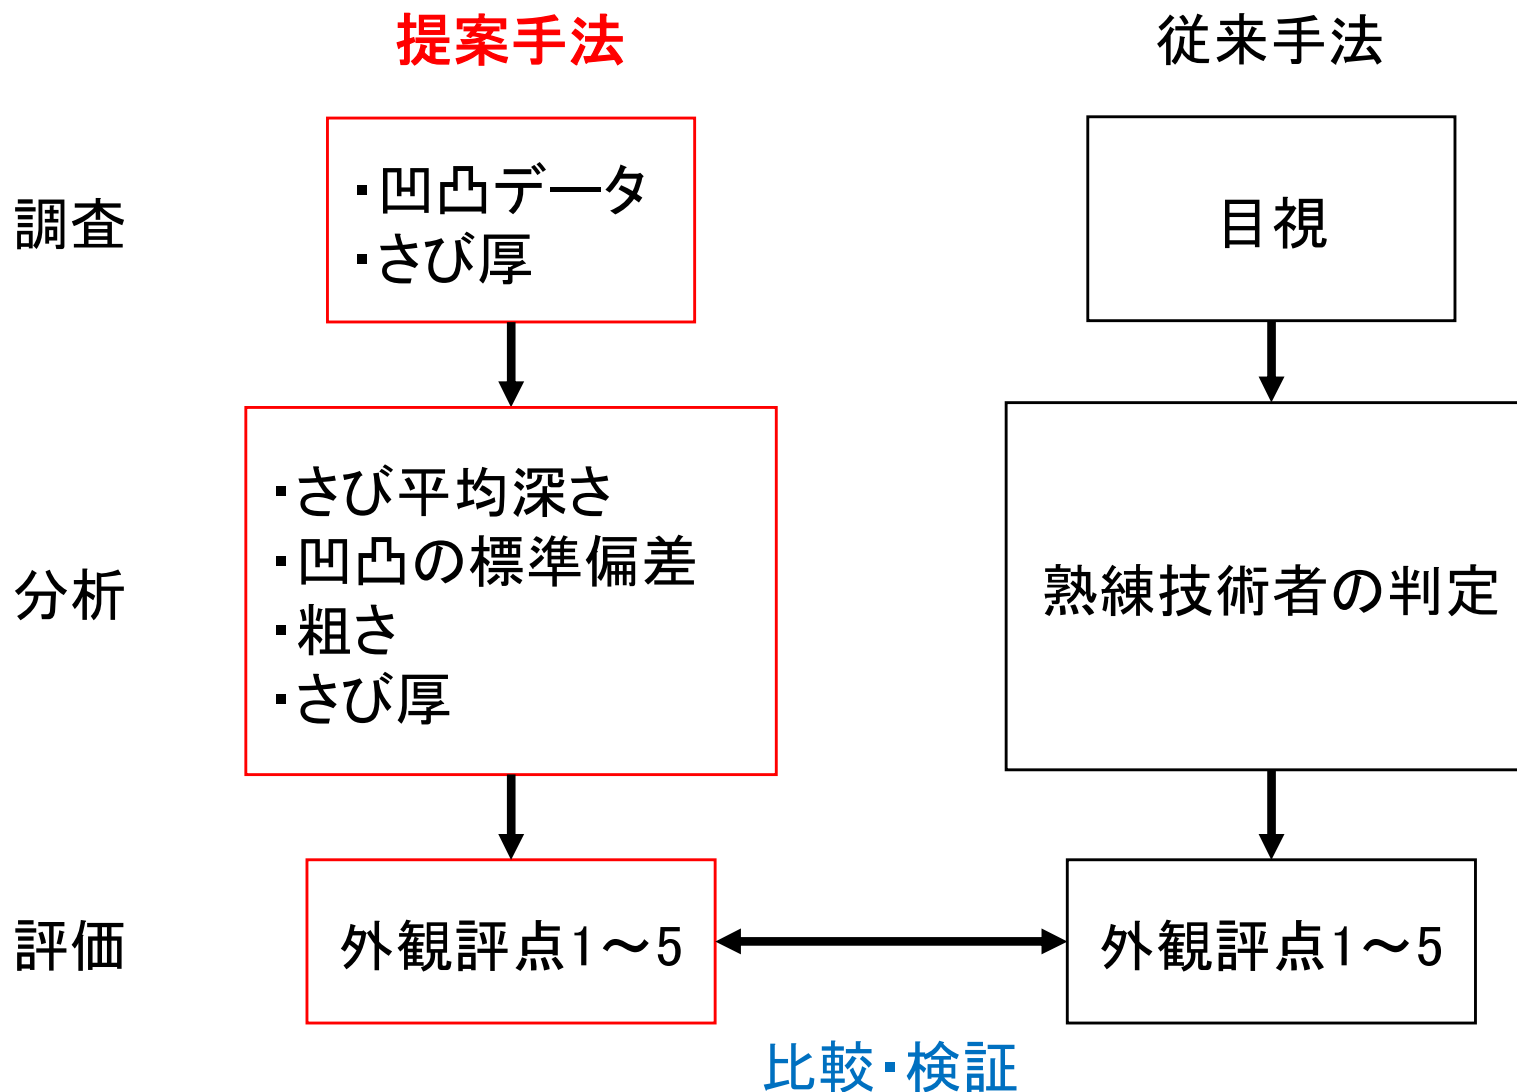 提案手法
従来手法
調査
・凹凸データ
・さび厚
目視
分析
・さび平均深さ
・凹凸の標準偏差
・粗さ
・さび厚
熟練技術者の判定
評価
外観評点1～5
外観評点1～5
比較・検証